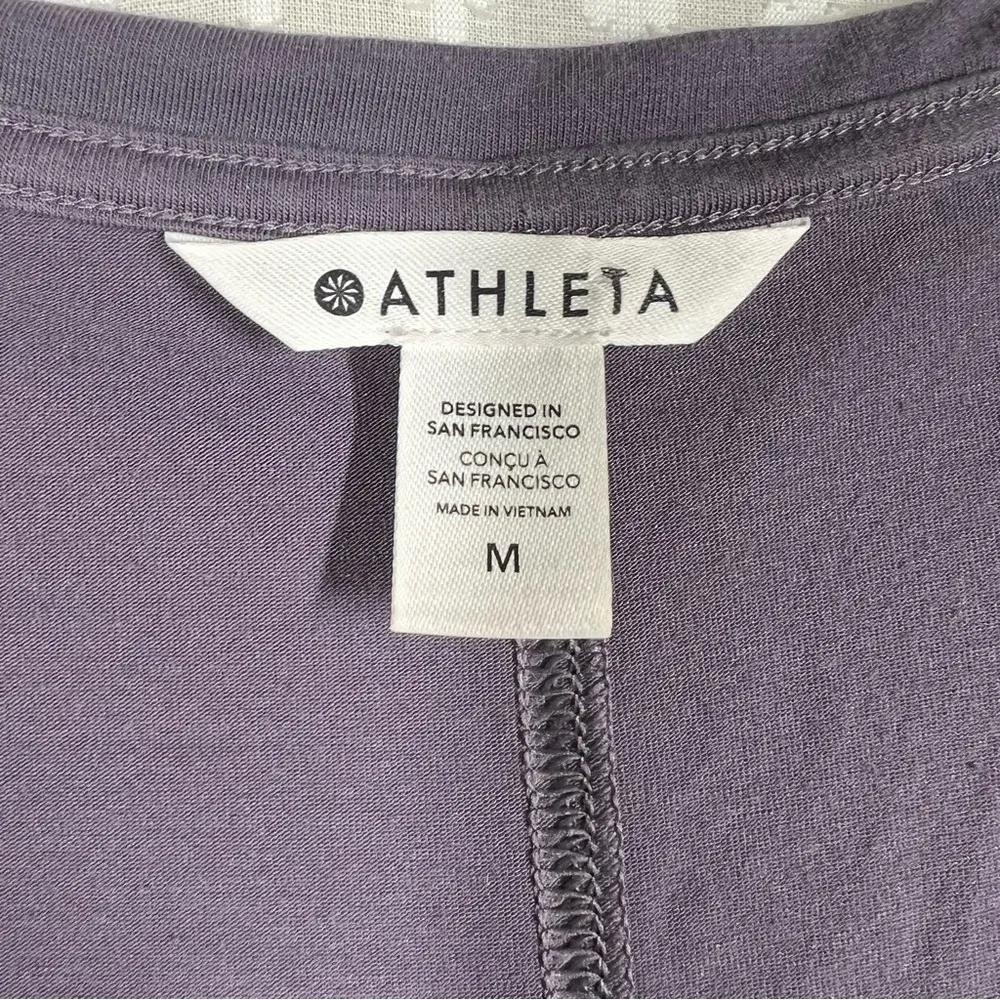 ATHLETA
DESIGNED IN
SAN FRANCISCO
CONÇU À
SAN FRANCISCO
MADE IN VIETNAM
M